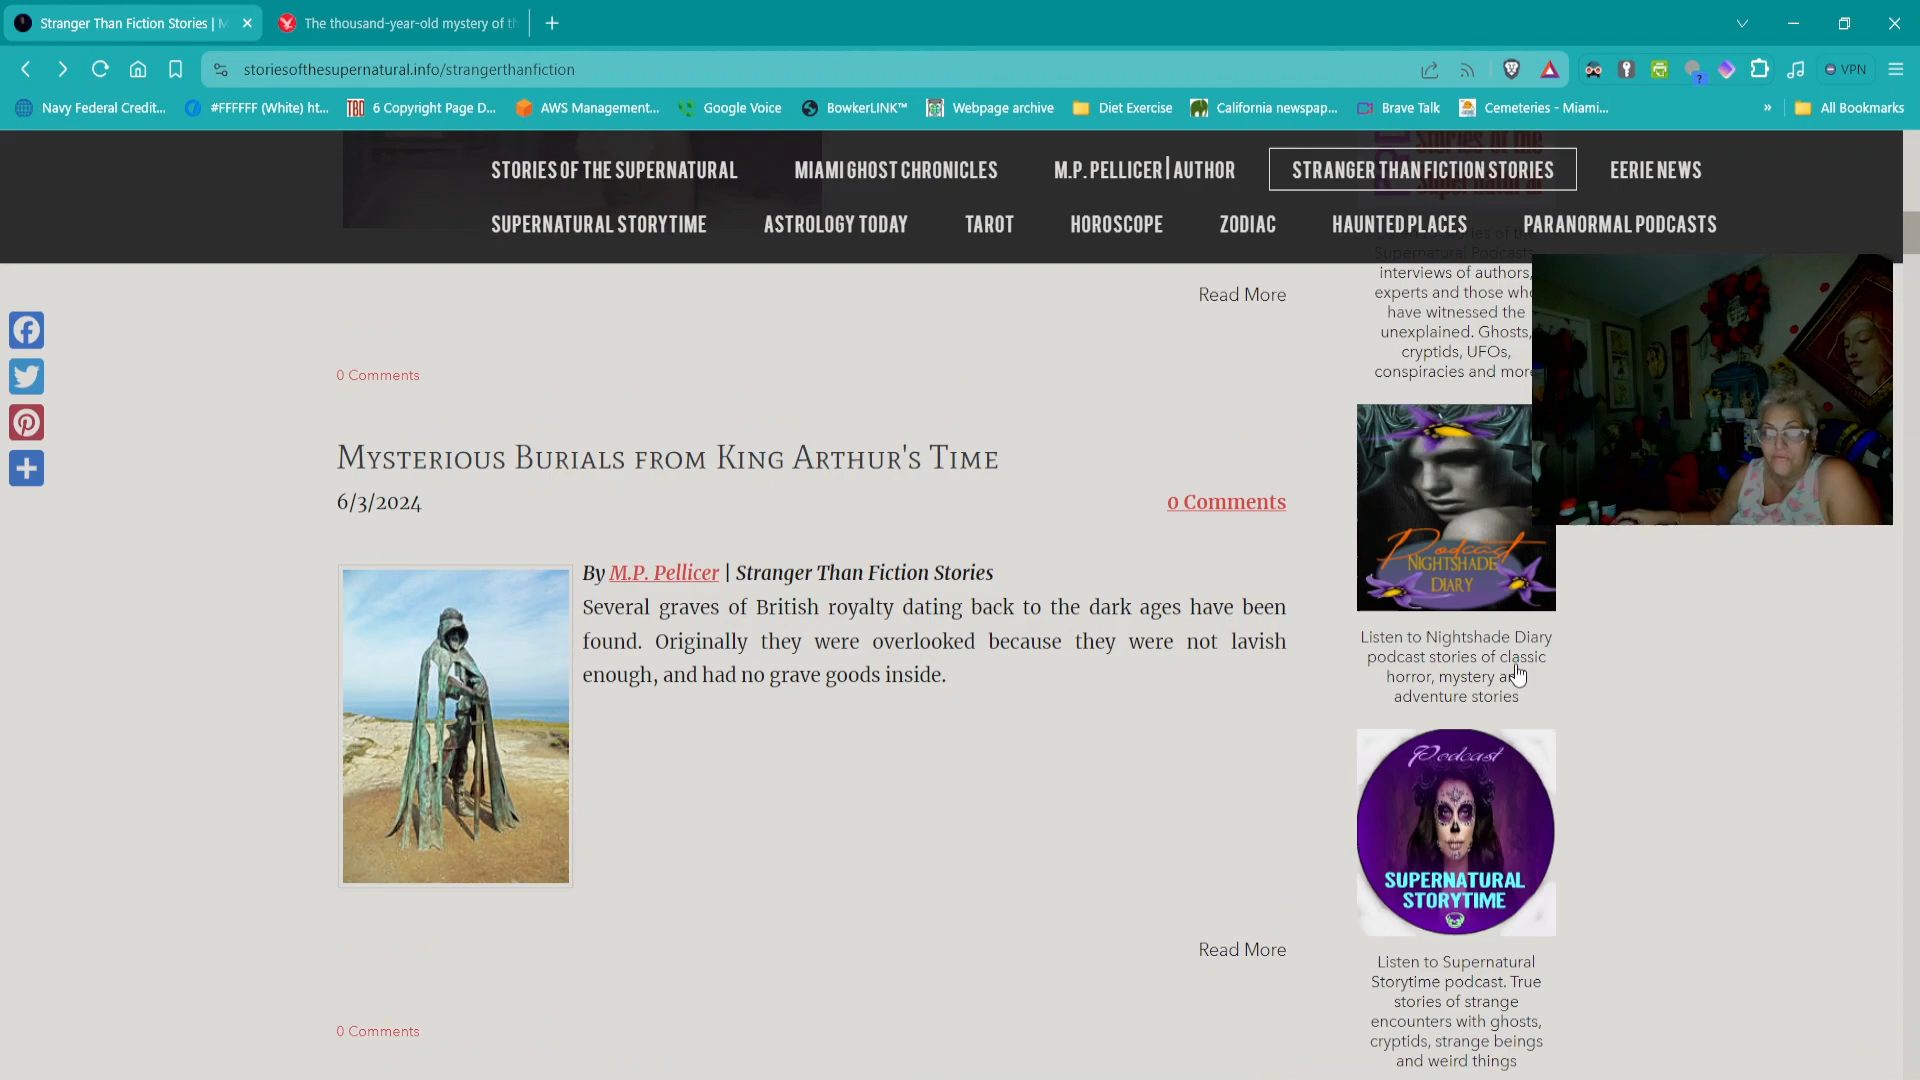 Stranger Than Fiction Stories | M
The thousand-year-old mystery of th
storiesofthesupernatural.info/strangerthanfiction
VPN
Navy Federal Credit...
#FFFFFF (White) ht...
6 Copyright Page D...
AWS Management...
Google Voice
BowkerLINK™
Webpage archive
Diet Exercise
California newspap...
Brave Talk
Cemeteries - Miami...
»
All Bookmarks
STORIES OF THE SUPERNATURAL
MIAMI GHOST CHRONICLES
M.P. PELLICER | AUTHOR
STRANGER THAN FICTION STORIES
EERIE NEWS
SUPERNATURAL STORYTIME
ASTROLOGY TODAY
TAROT
HOROSCOPE
ZODIAC
HAUNTED PLACES
PARANORMAL PODCASTS
Read More
0 Comments
Mysterious Burials from King Arthur's Time
6/3/2024
0 Comments
By M.P. Pellicer | Stranger Than Fiction Stories
Several graves of British royalty dating back to the dark ages have been
found. Originally they were overlooked because they were not lavish
enough, and had no grave goods inside.
Read More
0 Comments
Stories of the
Supernatural
Supernatural Podcasts
interviews of authors,
experts and those who
have witnessed the
unexplained. Ghosts,
cryptids, UFOs,
conspiracies and more
Podcast
NIGHTSHADE
DIARY
Listen to Nightshade Diary
podcast stories of classic
horror, mystery and
adventure stories
Podcast
SUPERNATURAL
STORYTIME
Listen to Supernatural
Storytime podcast. True
stories of strange
encounters with ghosts,
cryptids, strange beings
and weird things